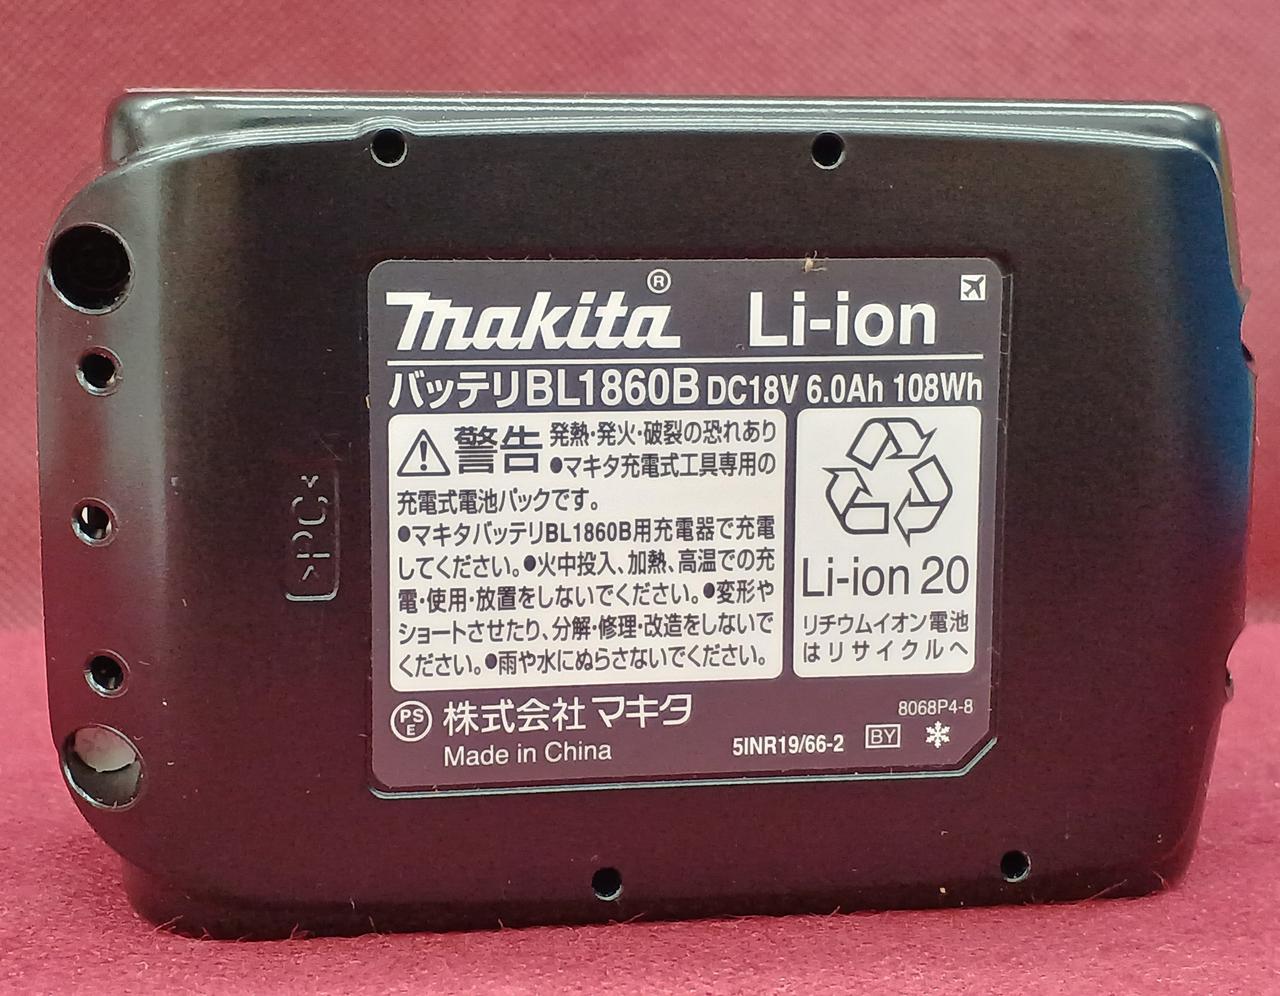 makita® Li-ion
バッテリBL1860B DC18V 6.0Ah 108Wh
警告 発熱・発火・破裂の恐れあり
●マキタ充電式工具専用の
充電式電池パックです。
●マキタバッテリBL1860B用充電器で充電
してください。●火中投入、加熱、高温での充
電・使用・放置をしないでください。●変形や
ショートさせたり、分解・修理・改造をしないで
ください。●雨や水にぬらさないでください。
Li-ion 20
リチウムイオン電池
はリサイクルへ
PS
E
株式会社 マキタ
Made in China
8068P4-8
5INR19/66-2 BY
>PC<